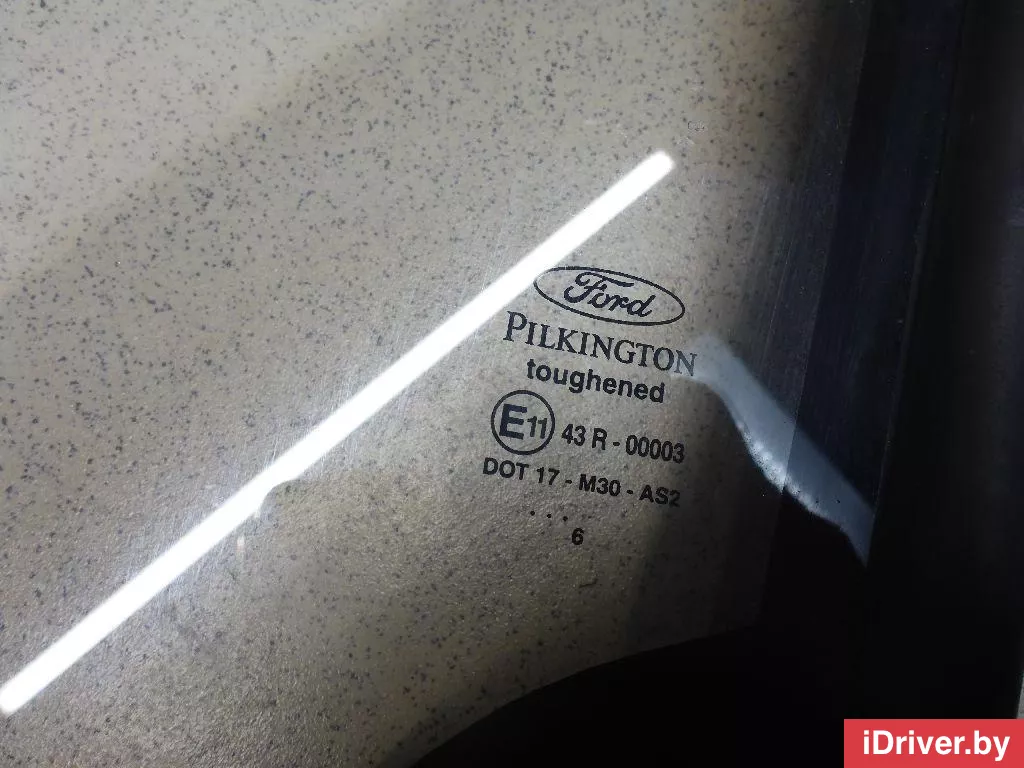 Ford
PILKINGTON
toughened
E11 43 R - 00003
DOT 17 - M30 - AS2
. . .
6
iDriver.by